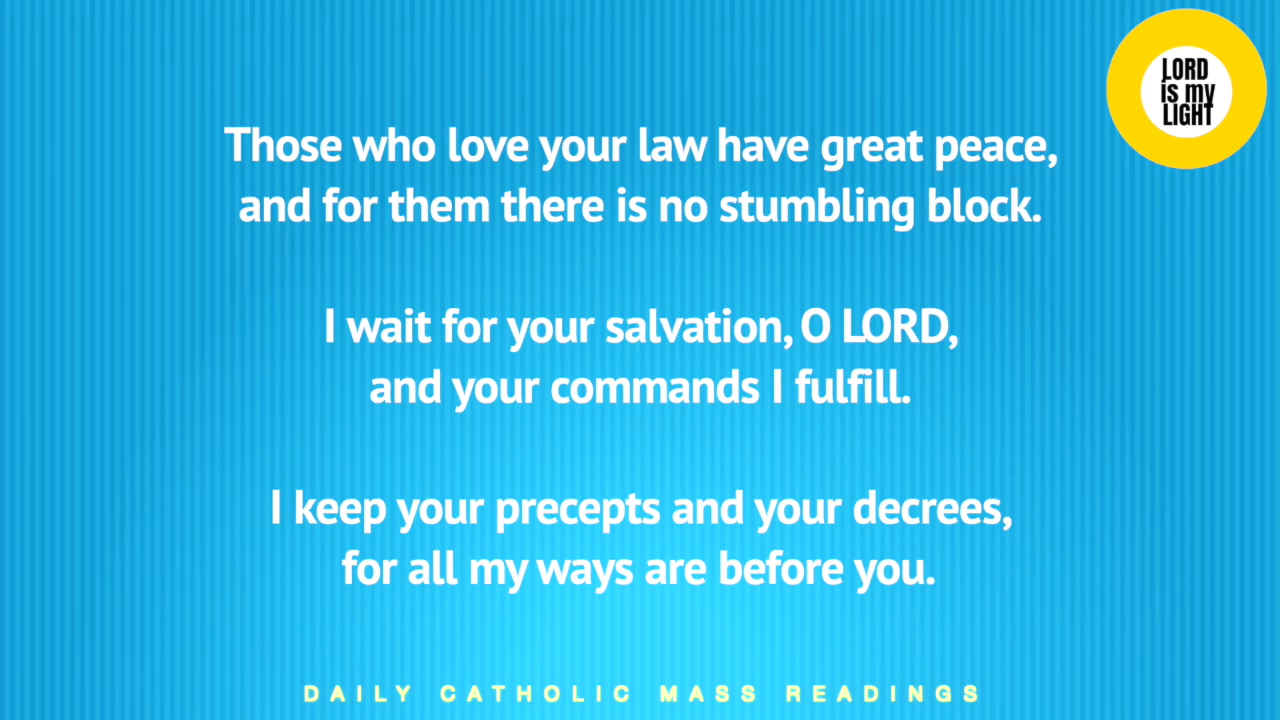 LORD
is my
LIGHT
Those who love your law have great peace,
and for them there is no stumbling block.
I wait for your salvation, O LORD,
and your commands I fulfill.
I keep your precepts and your decrees,
for all my ways are before you.
DAILY CATHOLIC MASS READINGS